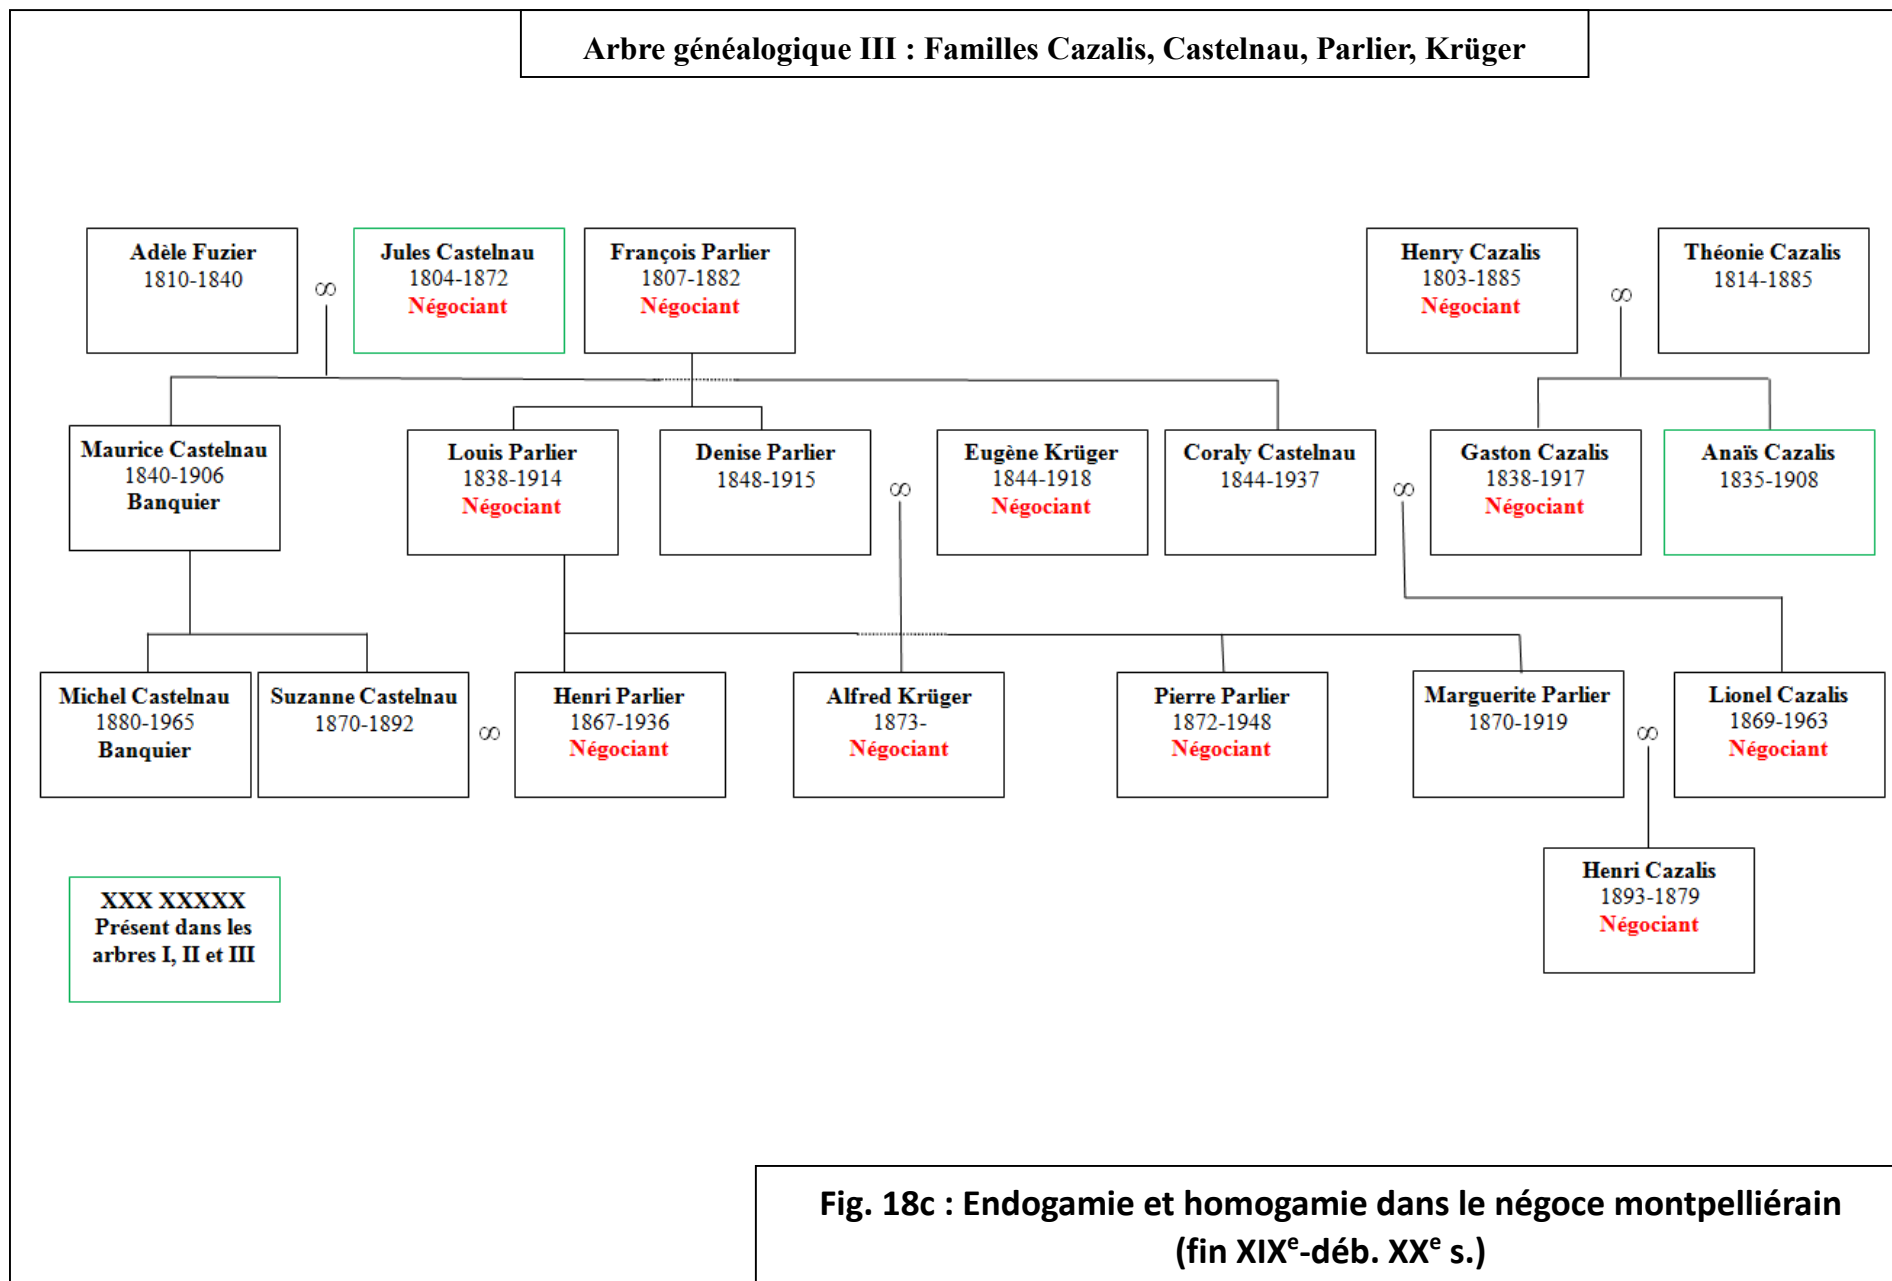 Arbre généalogique III : Familles Cazalis, Castelnau, Parlier, Krüger
Adèle Fuzier
1810-1840
∞
Jules Castelnau
1804-1872
Négociant
François Parlier
1807-1882
Négociant
Henry Cazalis
1803-1885
Négociant
∞
Théonie Cazalis
1814-1885
Maurice Castelnau
1840-1906
Banquier
Louis Parlier
1838-1914
Négociant
Denise Parlier
1848-1915
∞
Eugène Krüger
1844-1918
Négociant
Coraly Castelnau
1844-1937
∞
Gaston Cazalis
1838-1917
Négociant
Anaïs Cazalis
1835-1908
Michel Castelnau
1880-1965
Banquier
Suzanne Castelnau
1870-1892
∞
Henri Parlier
1867-1936
Négociant
Alfred Krüger
1873-
Négociant
Pierre Parlier
1872-1948
Négociant
Marguerite Parlier
1870-1919
∞
Lionel Cazalis
1869-1963
Négociant
Henri Cazalis
1893-1879
Négociant
XXX XXXXX
Présent dans les
arbres I, II et III
Fig. 18c : Endogamie et homogamie dans le négoce montpelliérain
(fin XIXe-déb. XXe s.)